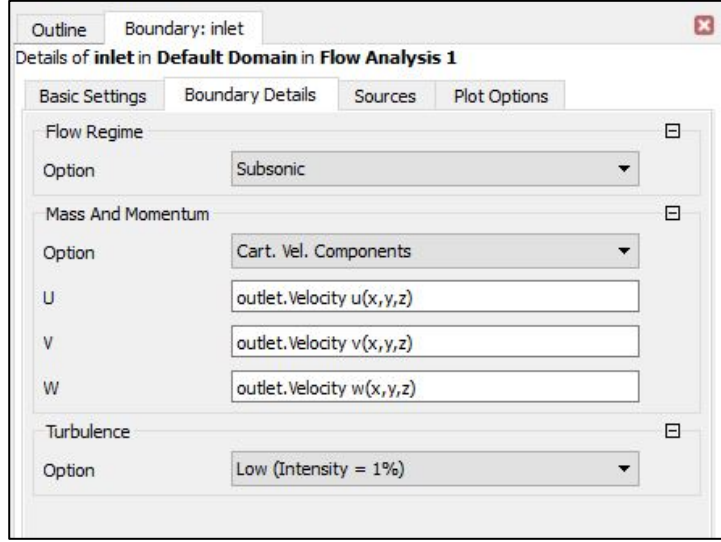 Outline Boundary: inlet
Details of inlet in Default Domain in Flow Analysis 1
Basic Settings Boundary Details Sources Plot Options
Flow Regime
Option Subsonic
Mass And Momentum
Option Cart. Vel. Components
U outlet.Velocity u(x,y,z)
V outlet.Velocity v(x,y,z)
W outlet.Velocity w(x,y,z)
Turbulence
Option Low (Intensity = 1%)